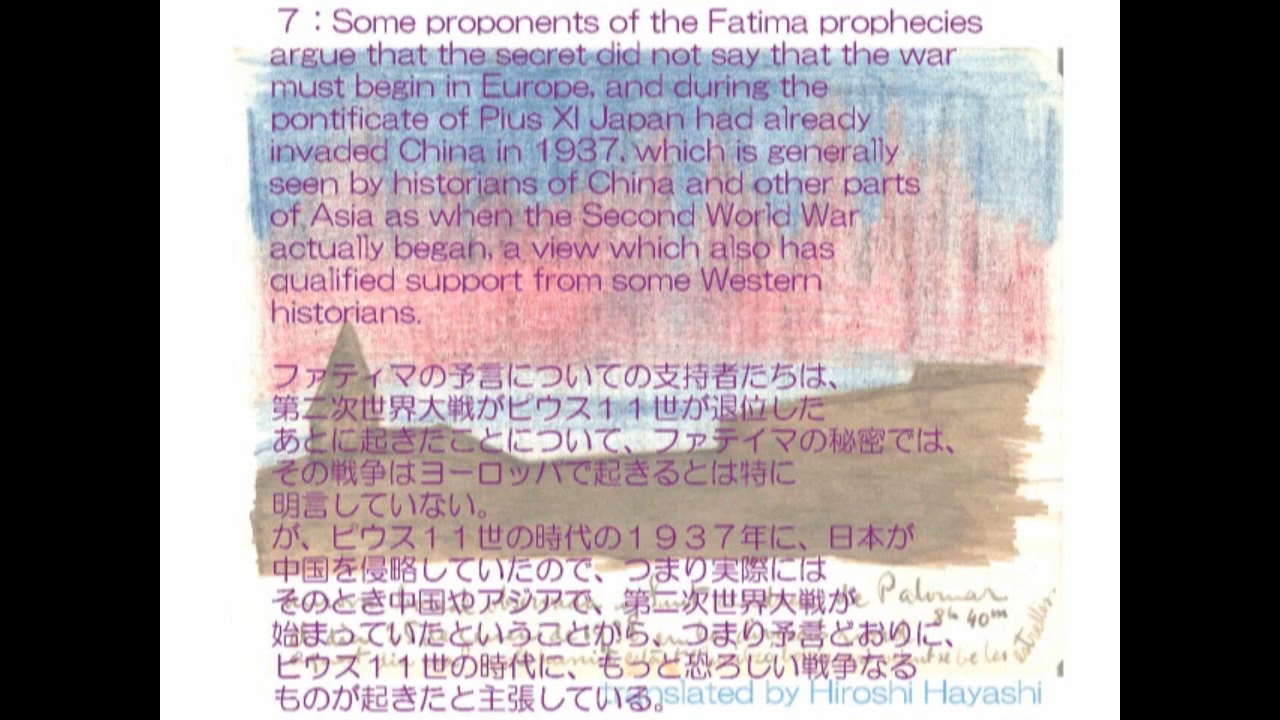 ７：Some proponents of the Fatima prophecies
argue that the secret did not say that the war
must begin in Europe, and during the
pontificate of Pius XI Japan had already
invaded China in 1937, which is generally
seen by historians of China and other parts
of Asia as when the Second World War
actually began, a view which also has
qualified support from some Western
historians.
ファティマの予言についての支持者たちは、
第二次世界大戦がピウス１１世が退位した
あとに起きたことについて、ファテイマの秘密では、
その戦争はヨーロッパで起きるとは特に
明言していない。
が、ピウス１１世の時代の１９３７年に、日本が
中国を侵略していたので、つまり実際には
そのとき中国やアジアで、第二次世界大戦が
de Palomar
始まっていたということから、つまり予言どおりに、
8h 40m
ピウス１１世の時代に、もっと恐ろしい戦争なる
ものが起きたと主張している。
translated by Hiroshi Hayashi